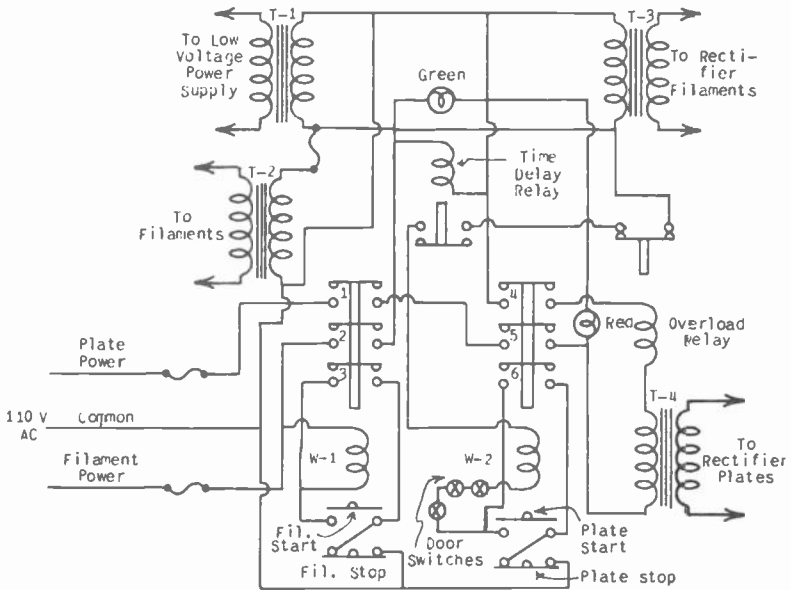 T-1
To Low
Voltage
Power
Supply
T-3
To Recti-
fier
Filaments
Green
Time
Delay
Relay
T-2
To
Filaments
1
2
3
4
5
6
Red
Overload
Relay
Plate
Power
110 V
AC
Common
Filament
Power
W-1
W-2
T-4
To
Rectifier
Plates
Fil.
Start
Fil. Stop
Door
Switches
Plate
Start
Plate stop